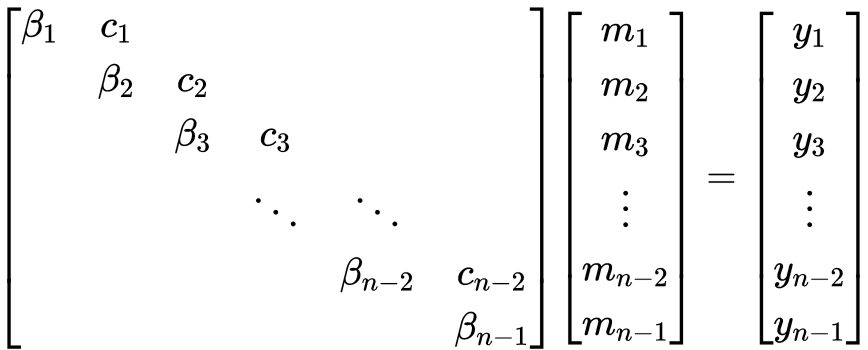 β₁ c₁ m₁ y₁
β₂ c₂ m₂ y₂
β₃ c₃ m₃ y₃
⋱ ⋱ ⋮ = ⋮
βₙ₋₂ cₙ₋₂ mₙ₋₂ yₙ₋₂
βₙ₋₁ mₙ₋₁ yₙ₋₁